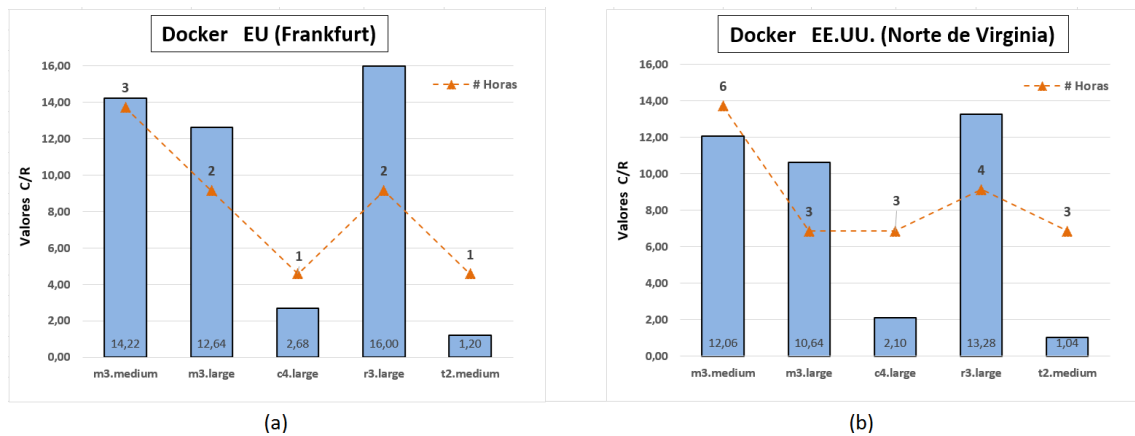 Docker EU (Frankfurt)
16,00
14,00
12,00
10,00
8,00
6,00
4,00
2,00
0,00
Valores C/R
# Horas
3
2
1
2
1
14,22
12,64
2,68
16,00
1,20
m3.medium
m3.large
c4.large
r3.large
t2.medium
(a)
Docker EE.UU. (Norte de Virginia)
16,00
14,00
12,00
10,00
8,00
6,00
4,00
2,00
0,00
Valores C/R
# Horas
6
3
3
4
3
12,06
10,64
2,10
13,28
1,04
m3.medium
m3.large
c4.large
r3.large
t2.medium
(b)